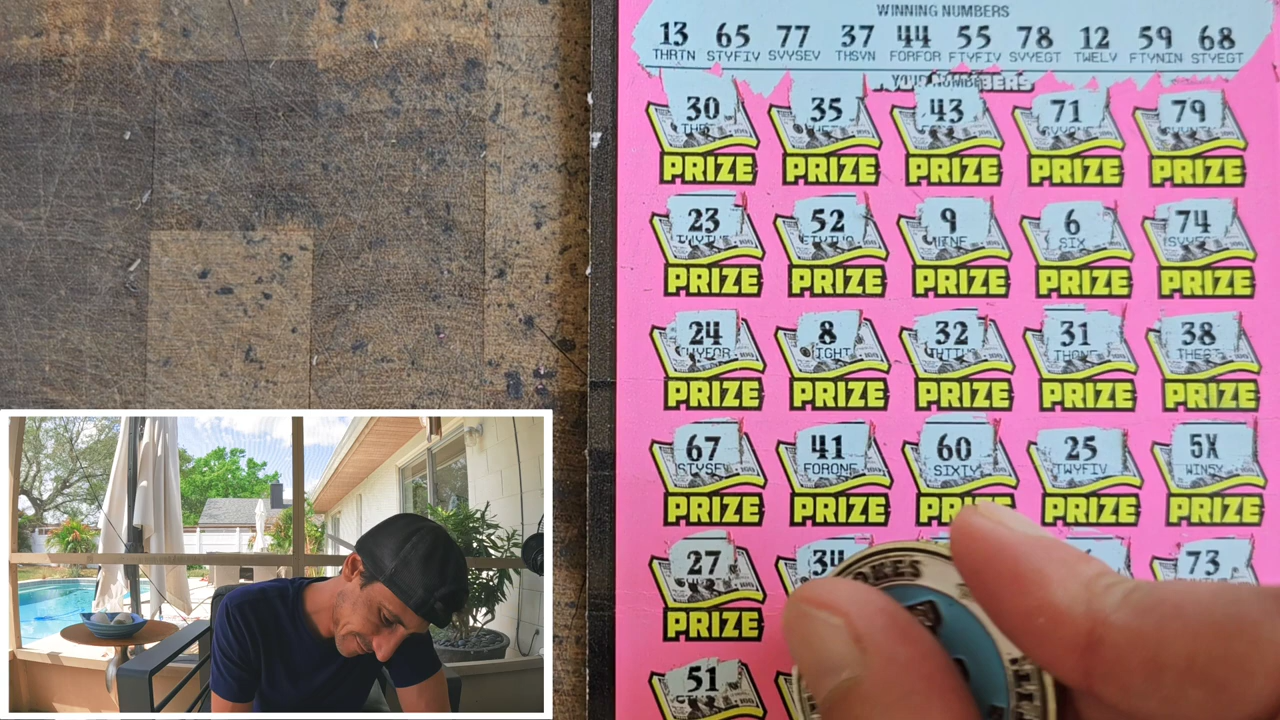 WINNING NUMBERS
13 65 77 37 44 55 78 12 59 68
THRTN STYFIV SVYSEV THSVN FORFOR FTYFIV SVYEGT TWELV FTYNIN STYEGT
YOUR NUMBERS
30 35 43 71 79
PRIZE PRIZE PRIZE PRIZE PRIZE
23 52 9 6 74
SIX
PRIZE PRIZE PRIZE PRIZE PRIZE
24 8 32 31 38
PRIZE PRIZE PRIZE PRIZE PRIZE
67 41 60 25 5X
STYSEV FORONE SIXTY TWYFIV WIN5X
PRIZE PRIZE PRIZE PRIZE PRIZE
27 34 73
PRIZE
51